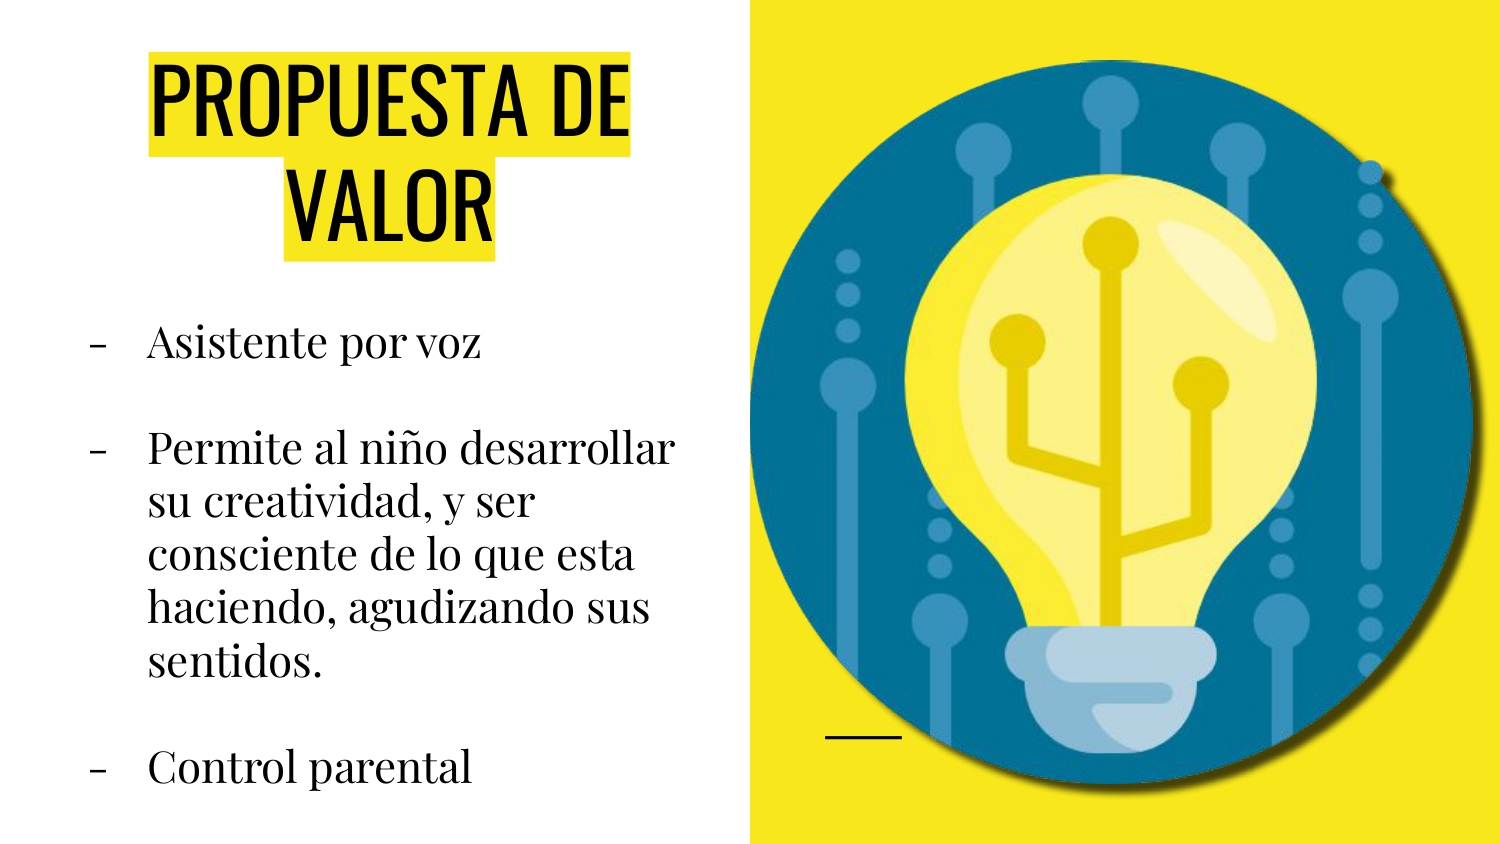 PROPUESTA DE
VALOR
- Asistente por voz
- Permite al niño desarrollar
su creatividad, y ser
consciente de lo que esta
haciendo, agudizando sus
sentidos.
- Control parental